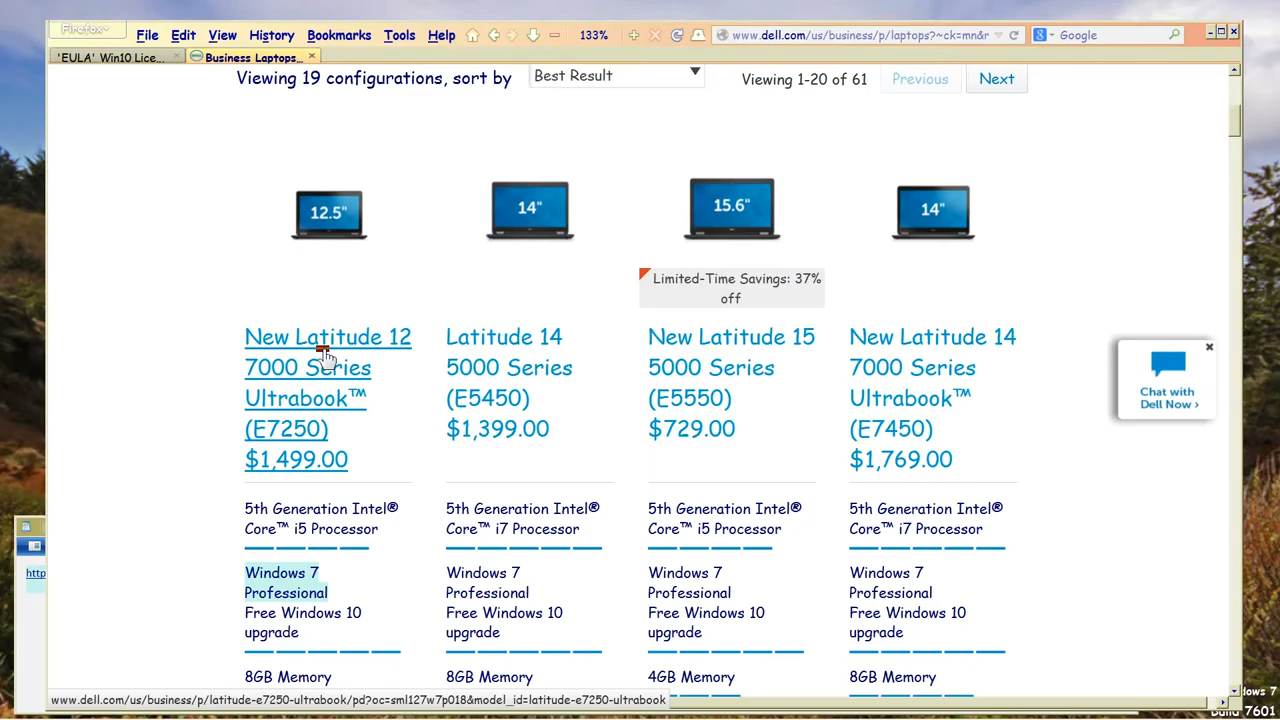 Firefox
File Edit View History Bookmarks Tools Help
133%
www.dell.com/us/business/p/laptops?~ck=mn&r
Google
'EULA' Win10 Lice...
Business Laptops...
Viewing 19 configurations, sort by
Best Result
Viewing 1-20 of 61
Previous
Next
12.5"
14"
15.6"
14"
Limited-Time Savings: 37%
off
New Latitude 12
7000 Series
Ultrabook™
(E7250)
$1,499.00
Latitude 14
5000 Series
(E5450)
$1,399.00
New Latitude 15
5000 Series
(E5550)
$729.00
New Latitude 14
7000 Series
Ultrabook™
(E7450)
$1,769.00
Chat with
Dell Now ›
5th Generation Intel®
Core™ i5 Processor
5th Generation Intel®
Core™ i7 Processor
5th Generation Intel®
Core™ i5 Processor
5th Generation Intel®
Core™ i7 Processor
Windows 7
Professional
Free Windows 10
upgrade
Windows 7
Professional
Free Windows 10
upgrade
Windows 7
Professional
Free Windows 10
upgrade
Windows 7
Professional
Free Windows 10
upgrade
8GB Memory
8GB Memory
4GB Memory
8GB Memory
http
www.dell.com/us/business/p/latitude-e7250-ultrabook/pd?oc=sml127w7p018&model_id=latitude-e7250-ultrabook
dows 7
Build 7601